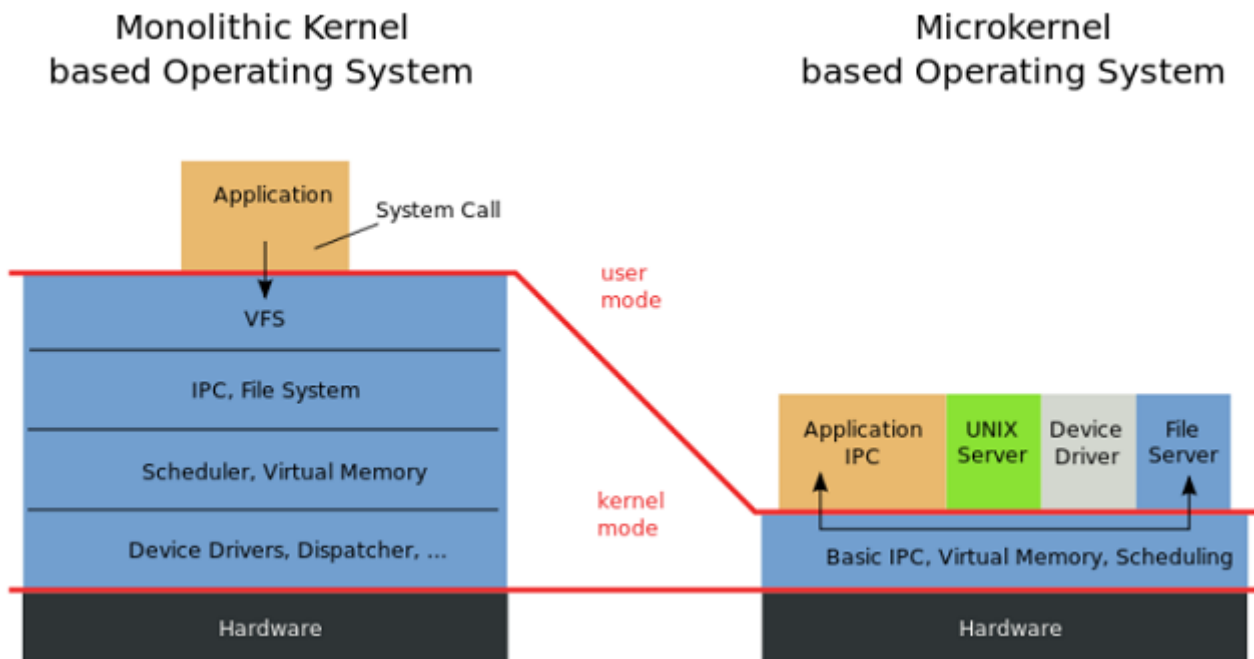 Monolithic Kernel
based Operating System
Microkernel
based Operating System
Application
System Call
user
mode
VFS
IPC, File System
Scheduler, Virtual Memory
Device Drivers, Dispatcher, ...
Hardware
kernel
mode
Application
IPC
UNIX
Server
Device
Driver
File
Server
Basic IPC, Virtual Memory, Scheduling
Hardware